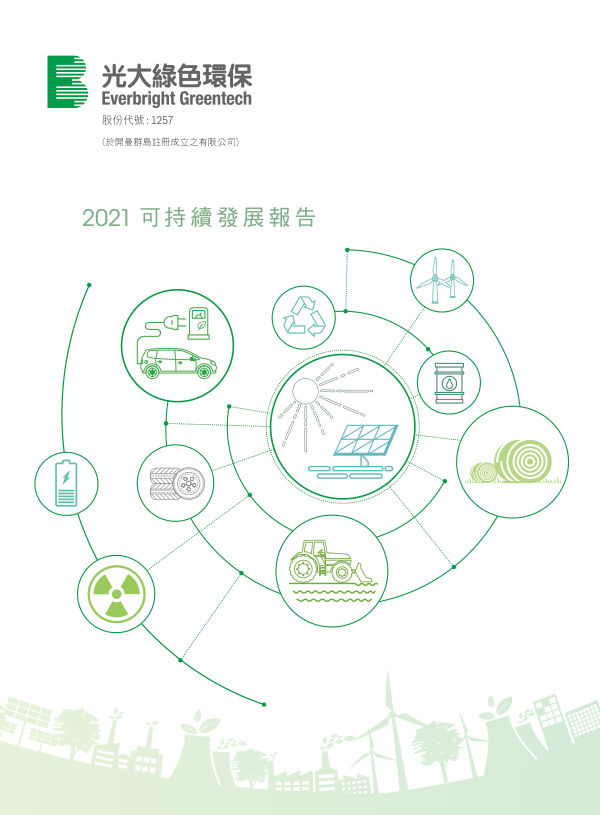 光大綠色環保
Everbright Greentech
股份代號 : 1257
(於開曼群島註冊成立之有限公司)
2021 可持續發展報告